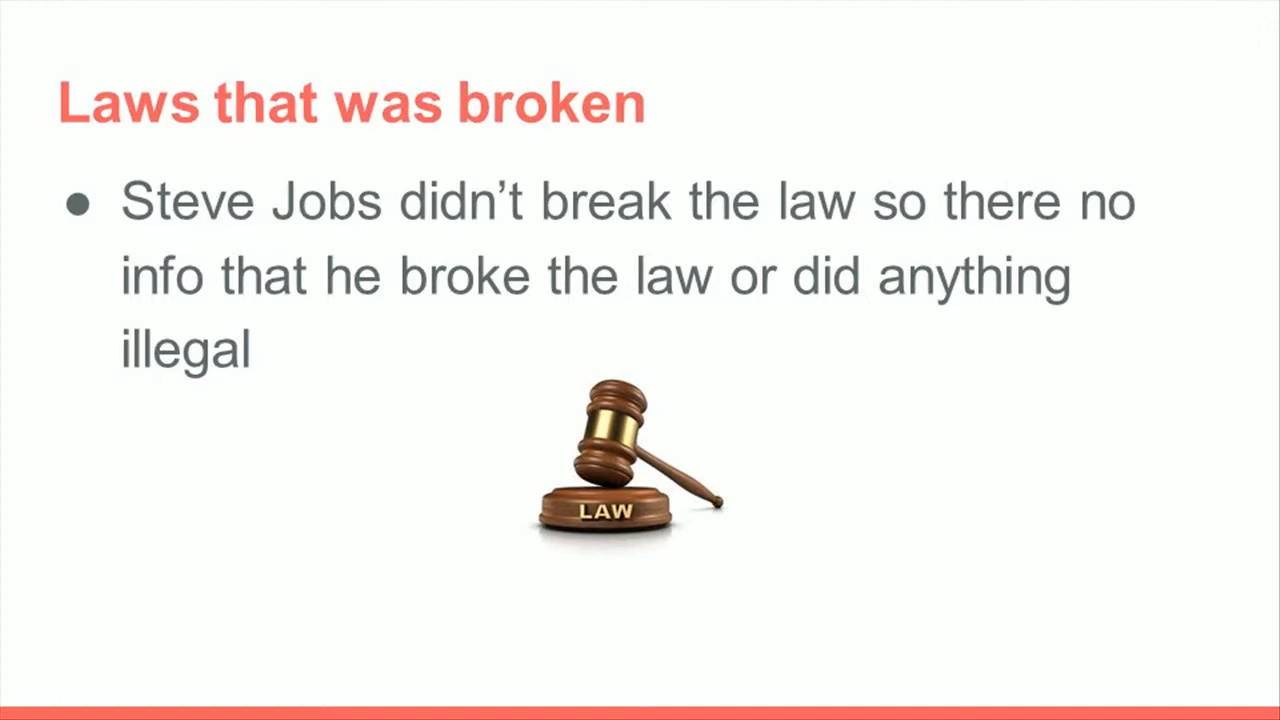 Laws that was broken
● Steve Jobs didn’t break the law so there no
info that he broke the law or did anything
illegal
LAW